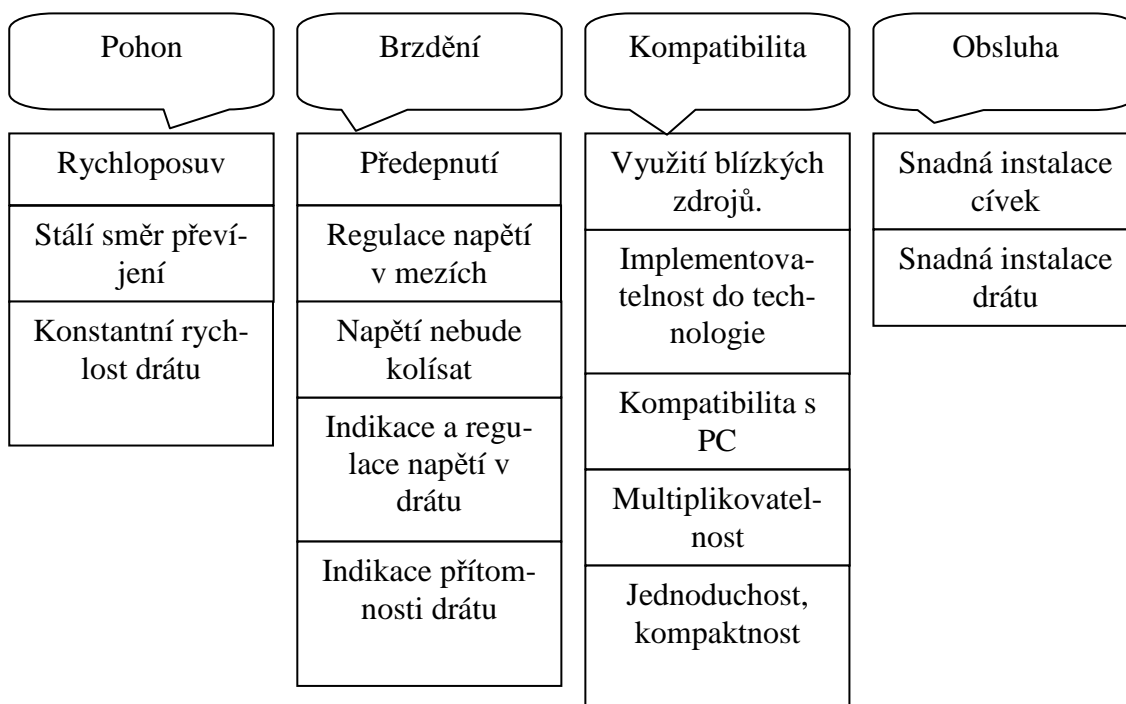 Pohon
Rychloposuv
Stálí směr převí-
jení
Konstantní rych-
lost drátu
Brzdění
Předepnutí
Regulace napětí
v mezích
Napětí nebude
kolísat
Indikace a regu-
lace napětí v
drátu
Indikace přítom-
nosti drátu
Kompatibilita
Využití blízkých
zdrojů.
Implementova-
telnost do tech-
nologie
Kompatibilita s
PC
Multiplikovatel-
nost
Jednoduchost,
kompaktnost
Obsluha
Snadná instalace
cívek
Snadná instalace
drátu